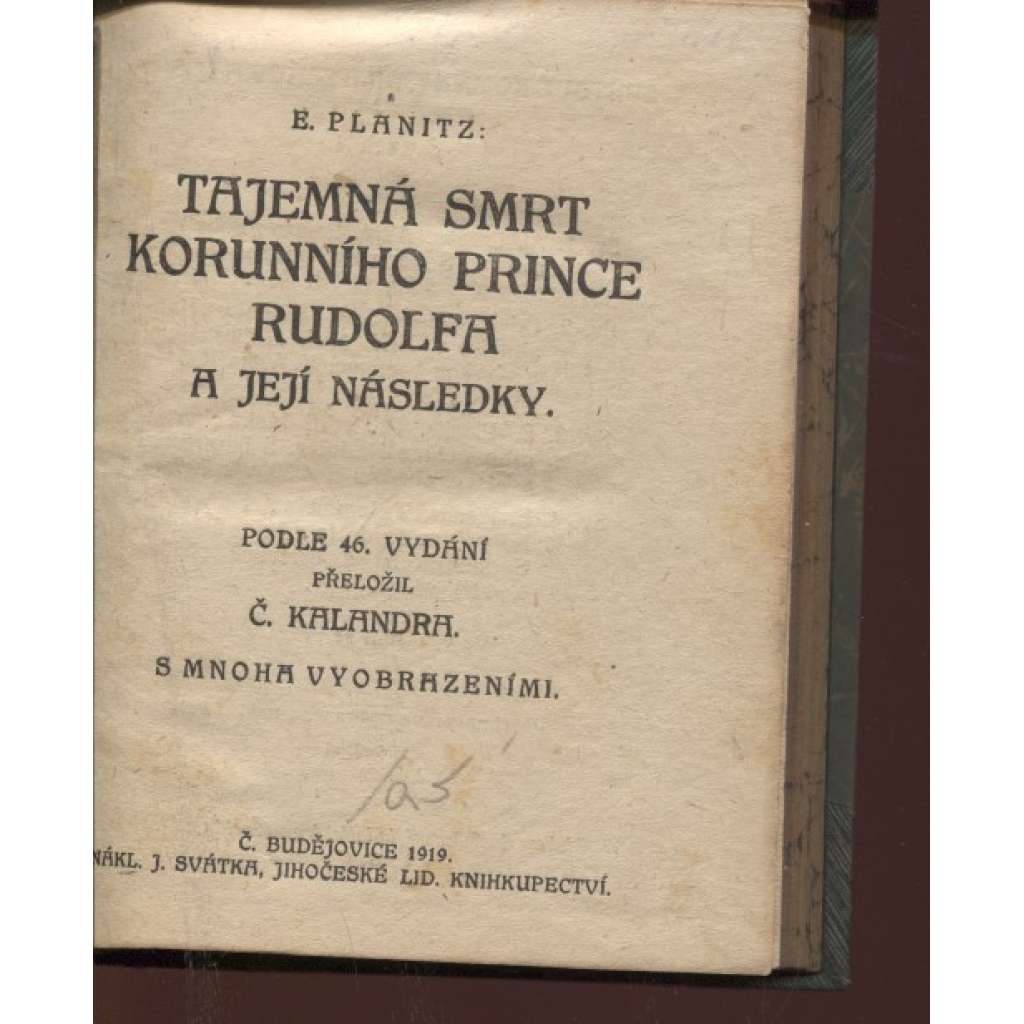 E. PLANITZ:
TAJEMNÁ SMRT
KORUNNÍHO PRINCE
RUDOLFA
A JEJÍ NÁSLEDKY.
PODLE 46. VYDÁNÍ
PŘELOŽIL
Č. KALANDRA.
S MNOHA VYOBRAZENÍMI.
Č. BUDĚJOVICE 1919.
NÁKL. J. SVÁTKA, JIHOČESKÉ LID. KNIHKUPECTVÍ.